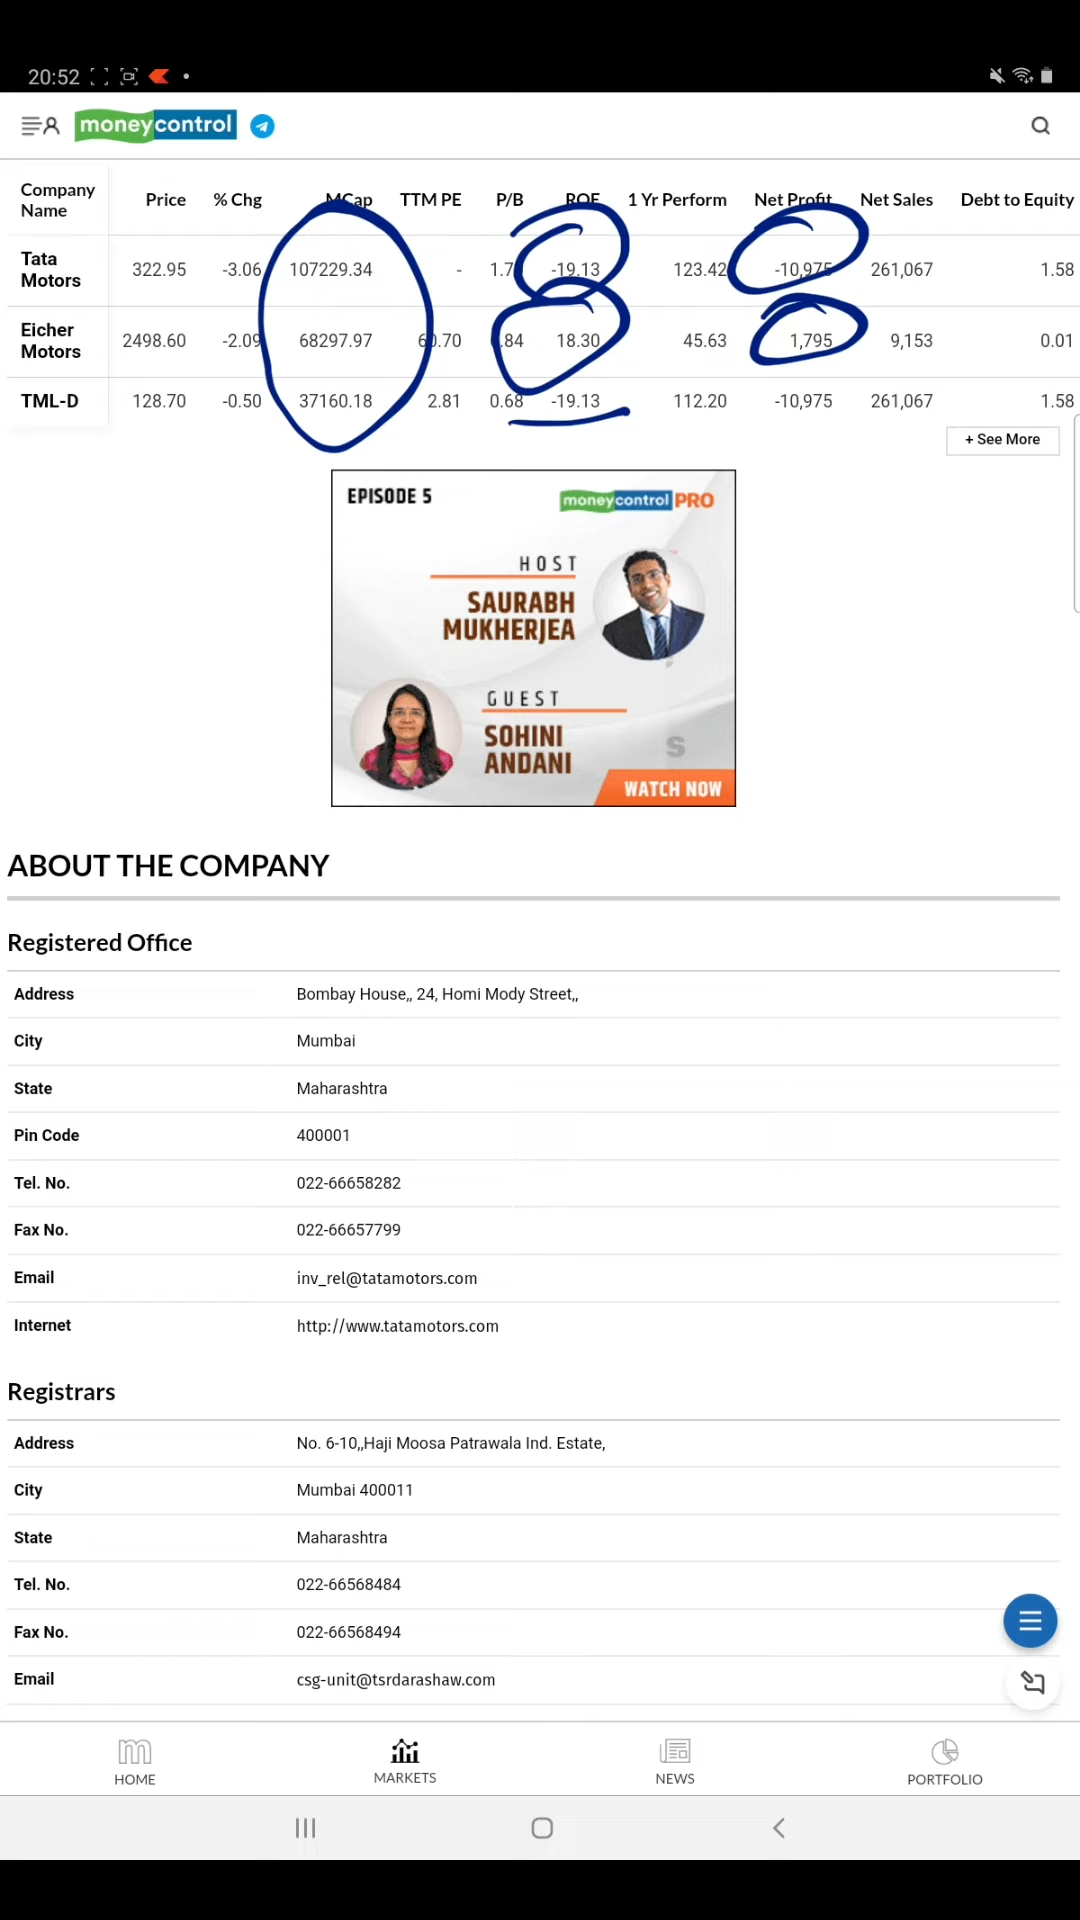 20:52
moneycontrol
Company Name Price % Chg MCap TTM PE P/B ROE 1 Yr Perform Net Profit Net Sales Debt to Equity
Tata Motors 322.95 -3.06 107229.34 - -19.13 123.42 -10,975 261,067 1.58
Eicher Motors 2498.60 -2.09 68297.97 18.30 45.63 1,795 9,153 0.01
TML-D 128.70 -0.50 37160.18 2.81 0.68 -19.13 112.20 -10,975 261,067 1.58
+ See More
EPISODE 5 moneycontrol PRO
HOST
SAURABH
MUKHERJEA
GUEST
SOHINI
ANDANI
S
WATCH NOW
ABOUT THE COMPANY
Registered Office
Address Bombay House,, 24, Homi Mody Street,,
City Mumbai
State Maharashtra
Pin Code 400001
Tel. No. 022-66658282
Fax No. 022-66657799
Email inv_rel@tatamotors.com
Internet http://www.tatamotors.com
Registrars
Address No. 6-10,,Haji Moosa Patrawala Ind. Estate,
City Mumbai 400011
State Maharashtra
Tel. No. 022-66568484
Fax No. 022-66568494
Email csg-unit@tsrdarashaw.com
HOME MARKETS NEWS PORTFOLIO